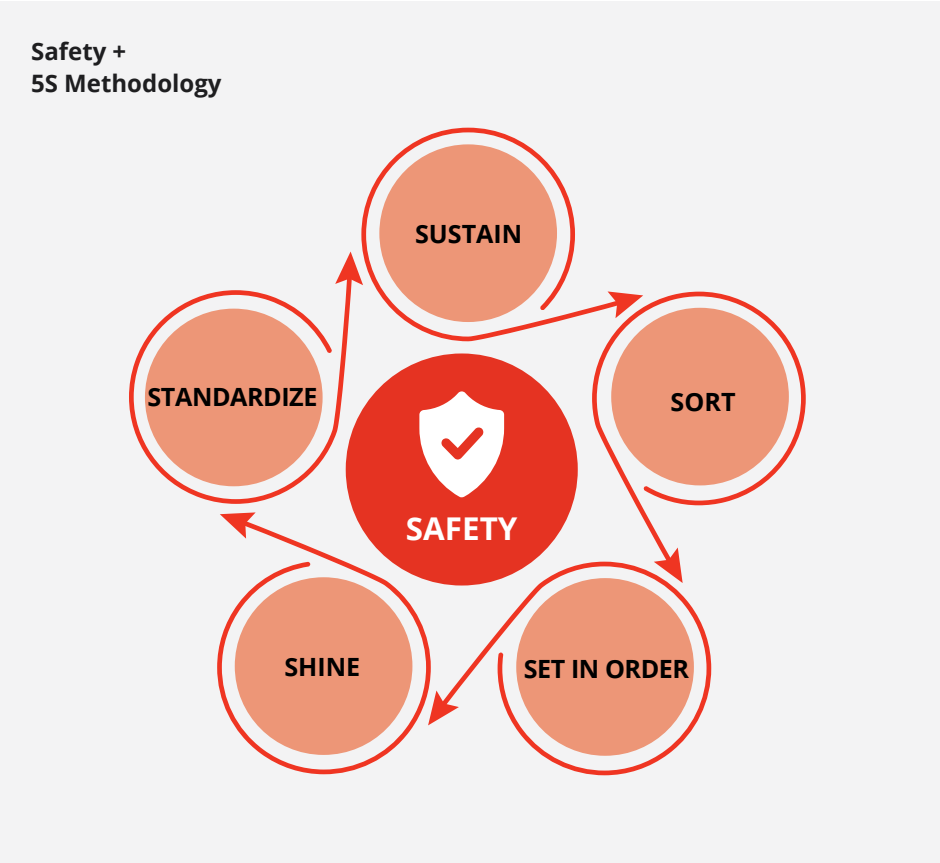 Safety +
5S Methodology
SUSTAIN
STANDARDIZE
SORT
SAFETY
SHINE
SET IN ORDER